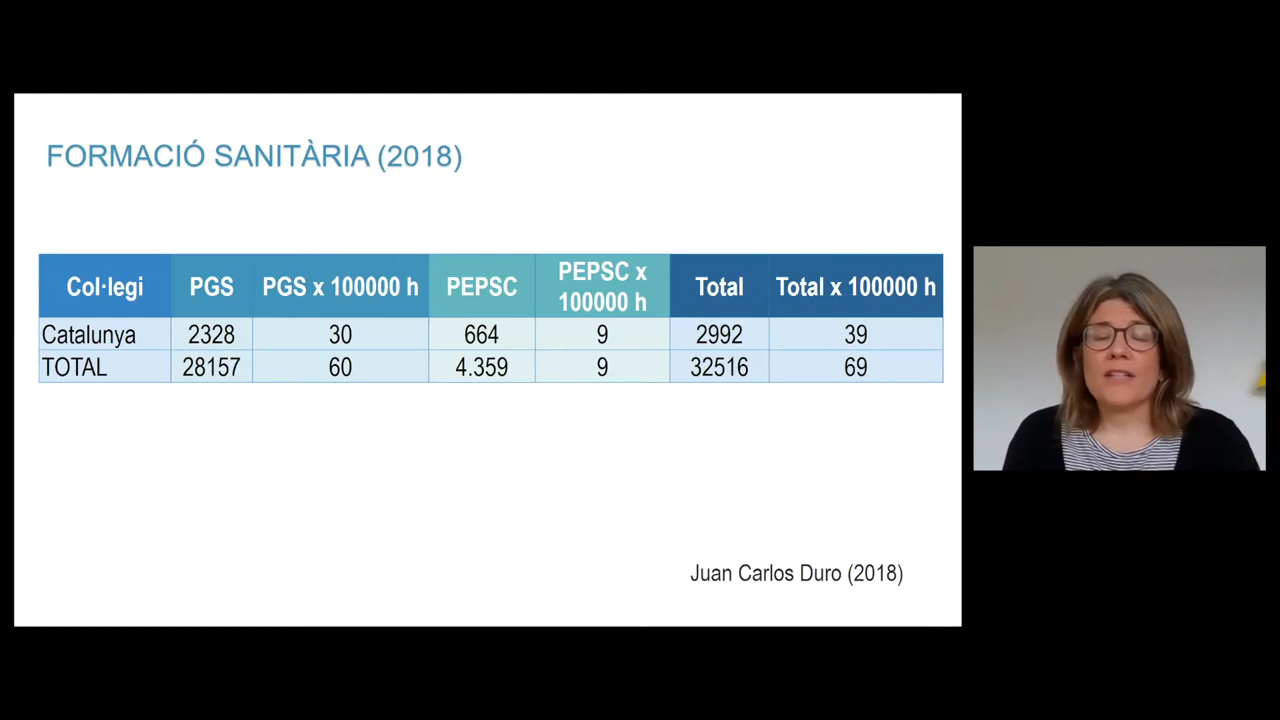 FORMACIÓ SANITÀRIA (2018)
Col·legi PGS PGS x 100000 h PEPSC PEPSC x 100000 h Total Total x 100000 h
Catalunya 2328 30 664 9 2992 39
TOTAL 28157 60 4.359 9 32516 69
Juan Carlos Duro (2018)